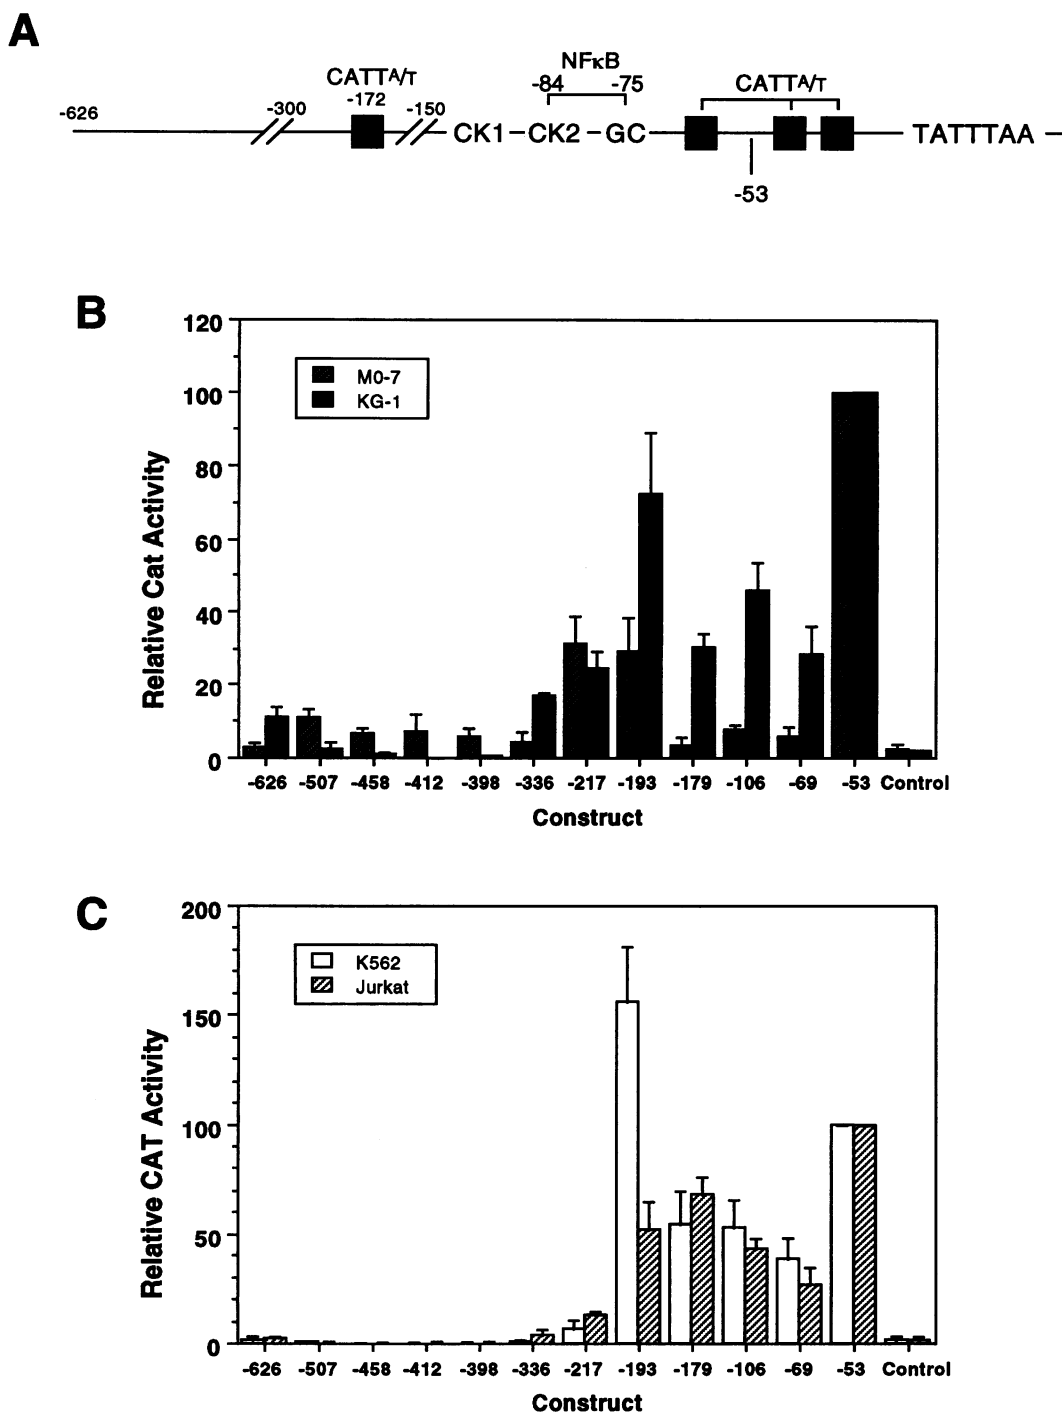 A
CATTA/T
NFκB
CATTA/T
-626
-300
-172
-150
-84
-75
CK1
CK2
GC
TATTTAA
-53
B
120
100
80
60
40
20
0
Relative Cat Activity
M0-7
KG-1
-626 -507 -458 -412 -398 -336 -217 -193 -179 -106 -69 -53 Control
Construct
C
200
150
100
50
0
Relative CAT Activity
K562
Jurkat
-626 -507 -458 -412 -398 -336 -217 -193 -179 -106 -69 -53 Control
Construct